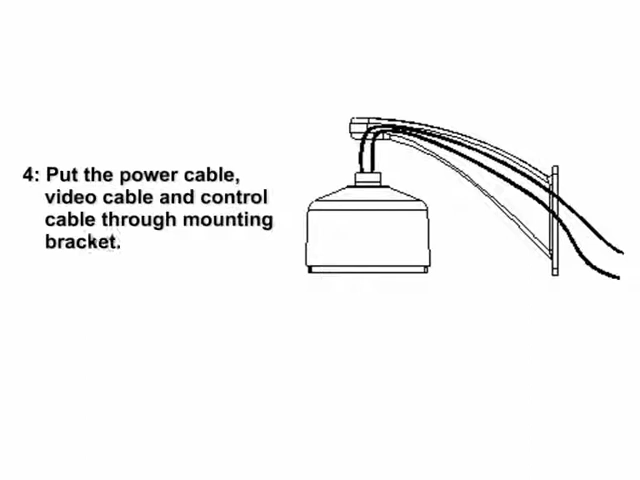 4: Put the power cable,
video cable and control
cable through mounting
bracket.